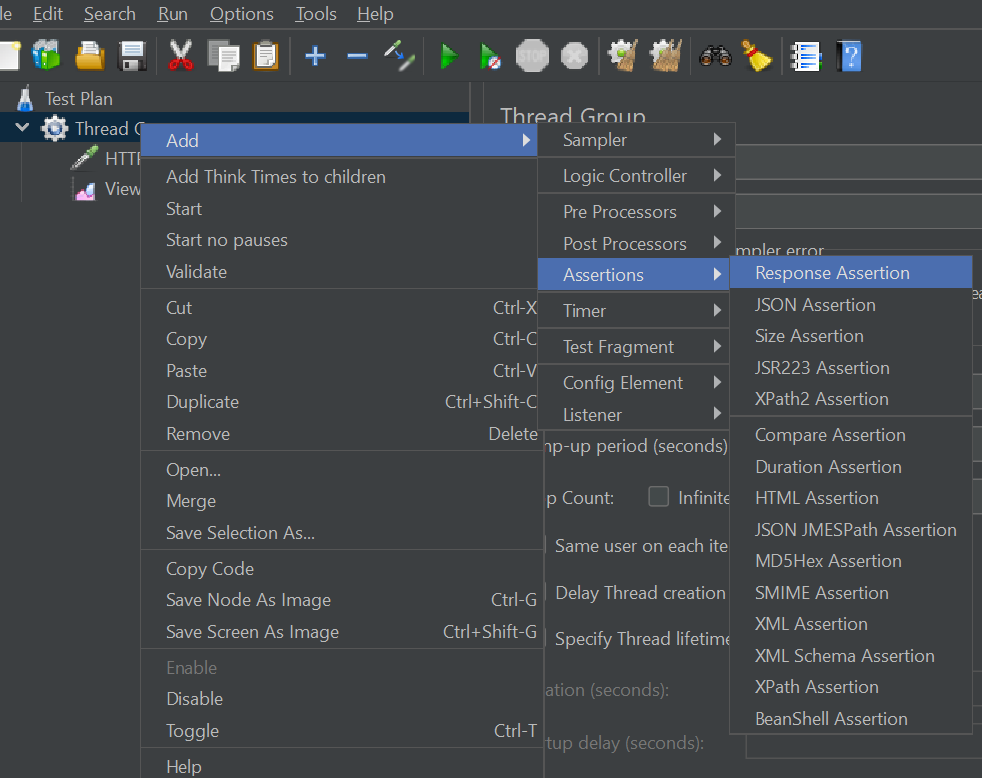 Edit Search Run Options Tools Help
STOP
Test Plan
Thread Group
Thread
HTTP
View
Add
Add Think Times to children
Start
Start no pauses
Validate
Cut Ctrl-X
Copy Ctrl-C
Paste Ctrl-V
Duplicate Ctrl+Shift-C
Remove Delete
Open...
Merge
Save Selection As...
Copy Code
Save Node As Image Ctrl-G
Save Screen As Image Ctrl+Shift-G
Enable
Disable
Toggle Ctrl-T
Help
Sampler
Logic Controller
Pre Processors
Post Processors
Assertions
Timer
Test Fragment
Config Element
Listener
mpler error
Response Assertion
JSON Assertion
Size Assertion
JSR223 Assertion
XPath2 Assertion
Compare Assertion
Duration Assertion
HTML Assertion
JSON JMESPath Assertion
MD5Hex Assertion
SMIME Assertion
XML Assertion
XML Schema Assertion
XPath Assertion
BeanShell Assertion
mp-up period (seconds)
p Count: Infinite
Same user on each ite
Delay Thread creation
Specify Thread lifetime
ation (seconds):
tup delay (seconds):